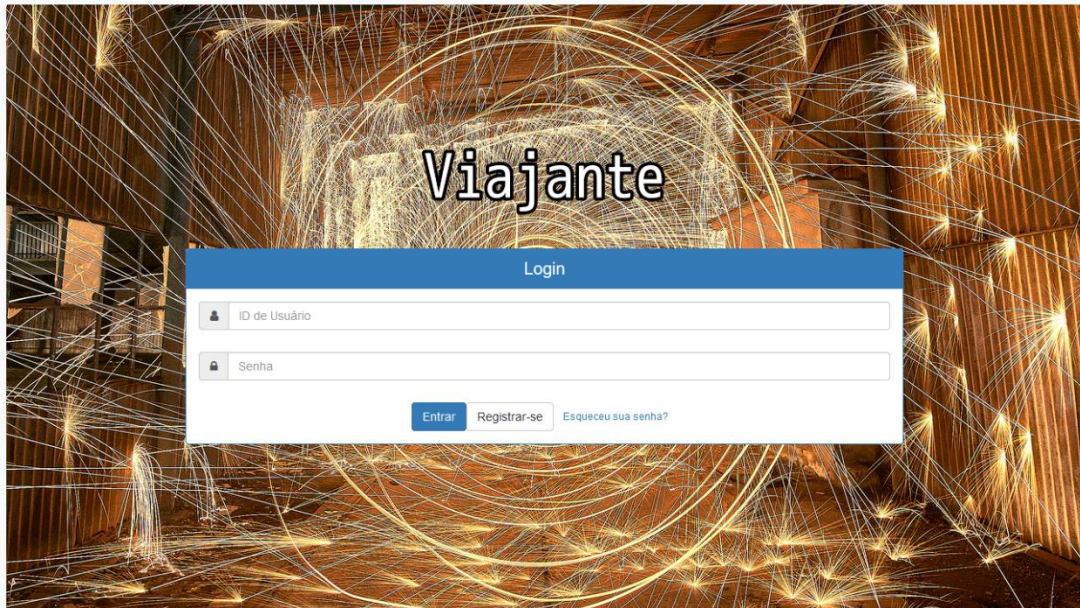 Viajante
Login
ID de Usuário
Senha
Entrar Registrar-se Esqueceu sua senha?